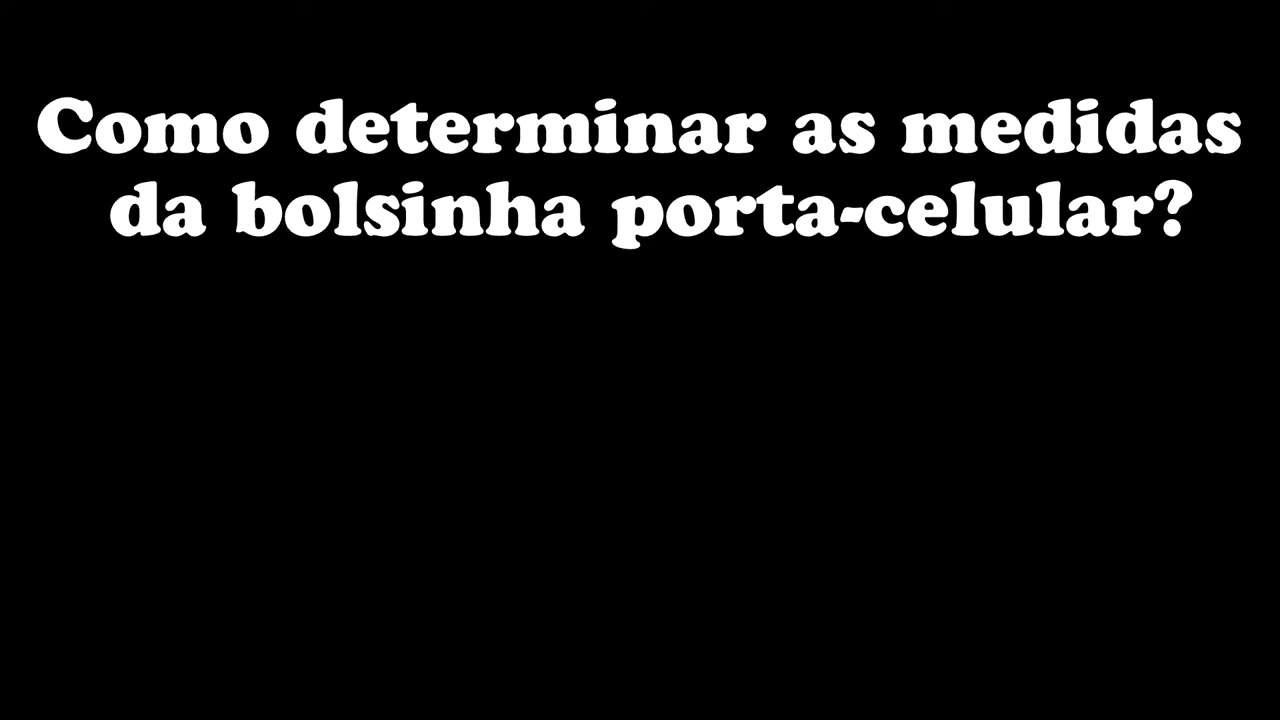 Como determinar as medidas
da bolsinha porta-celular?